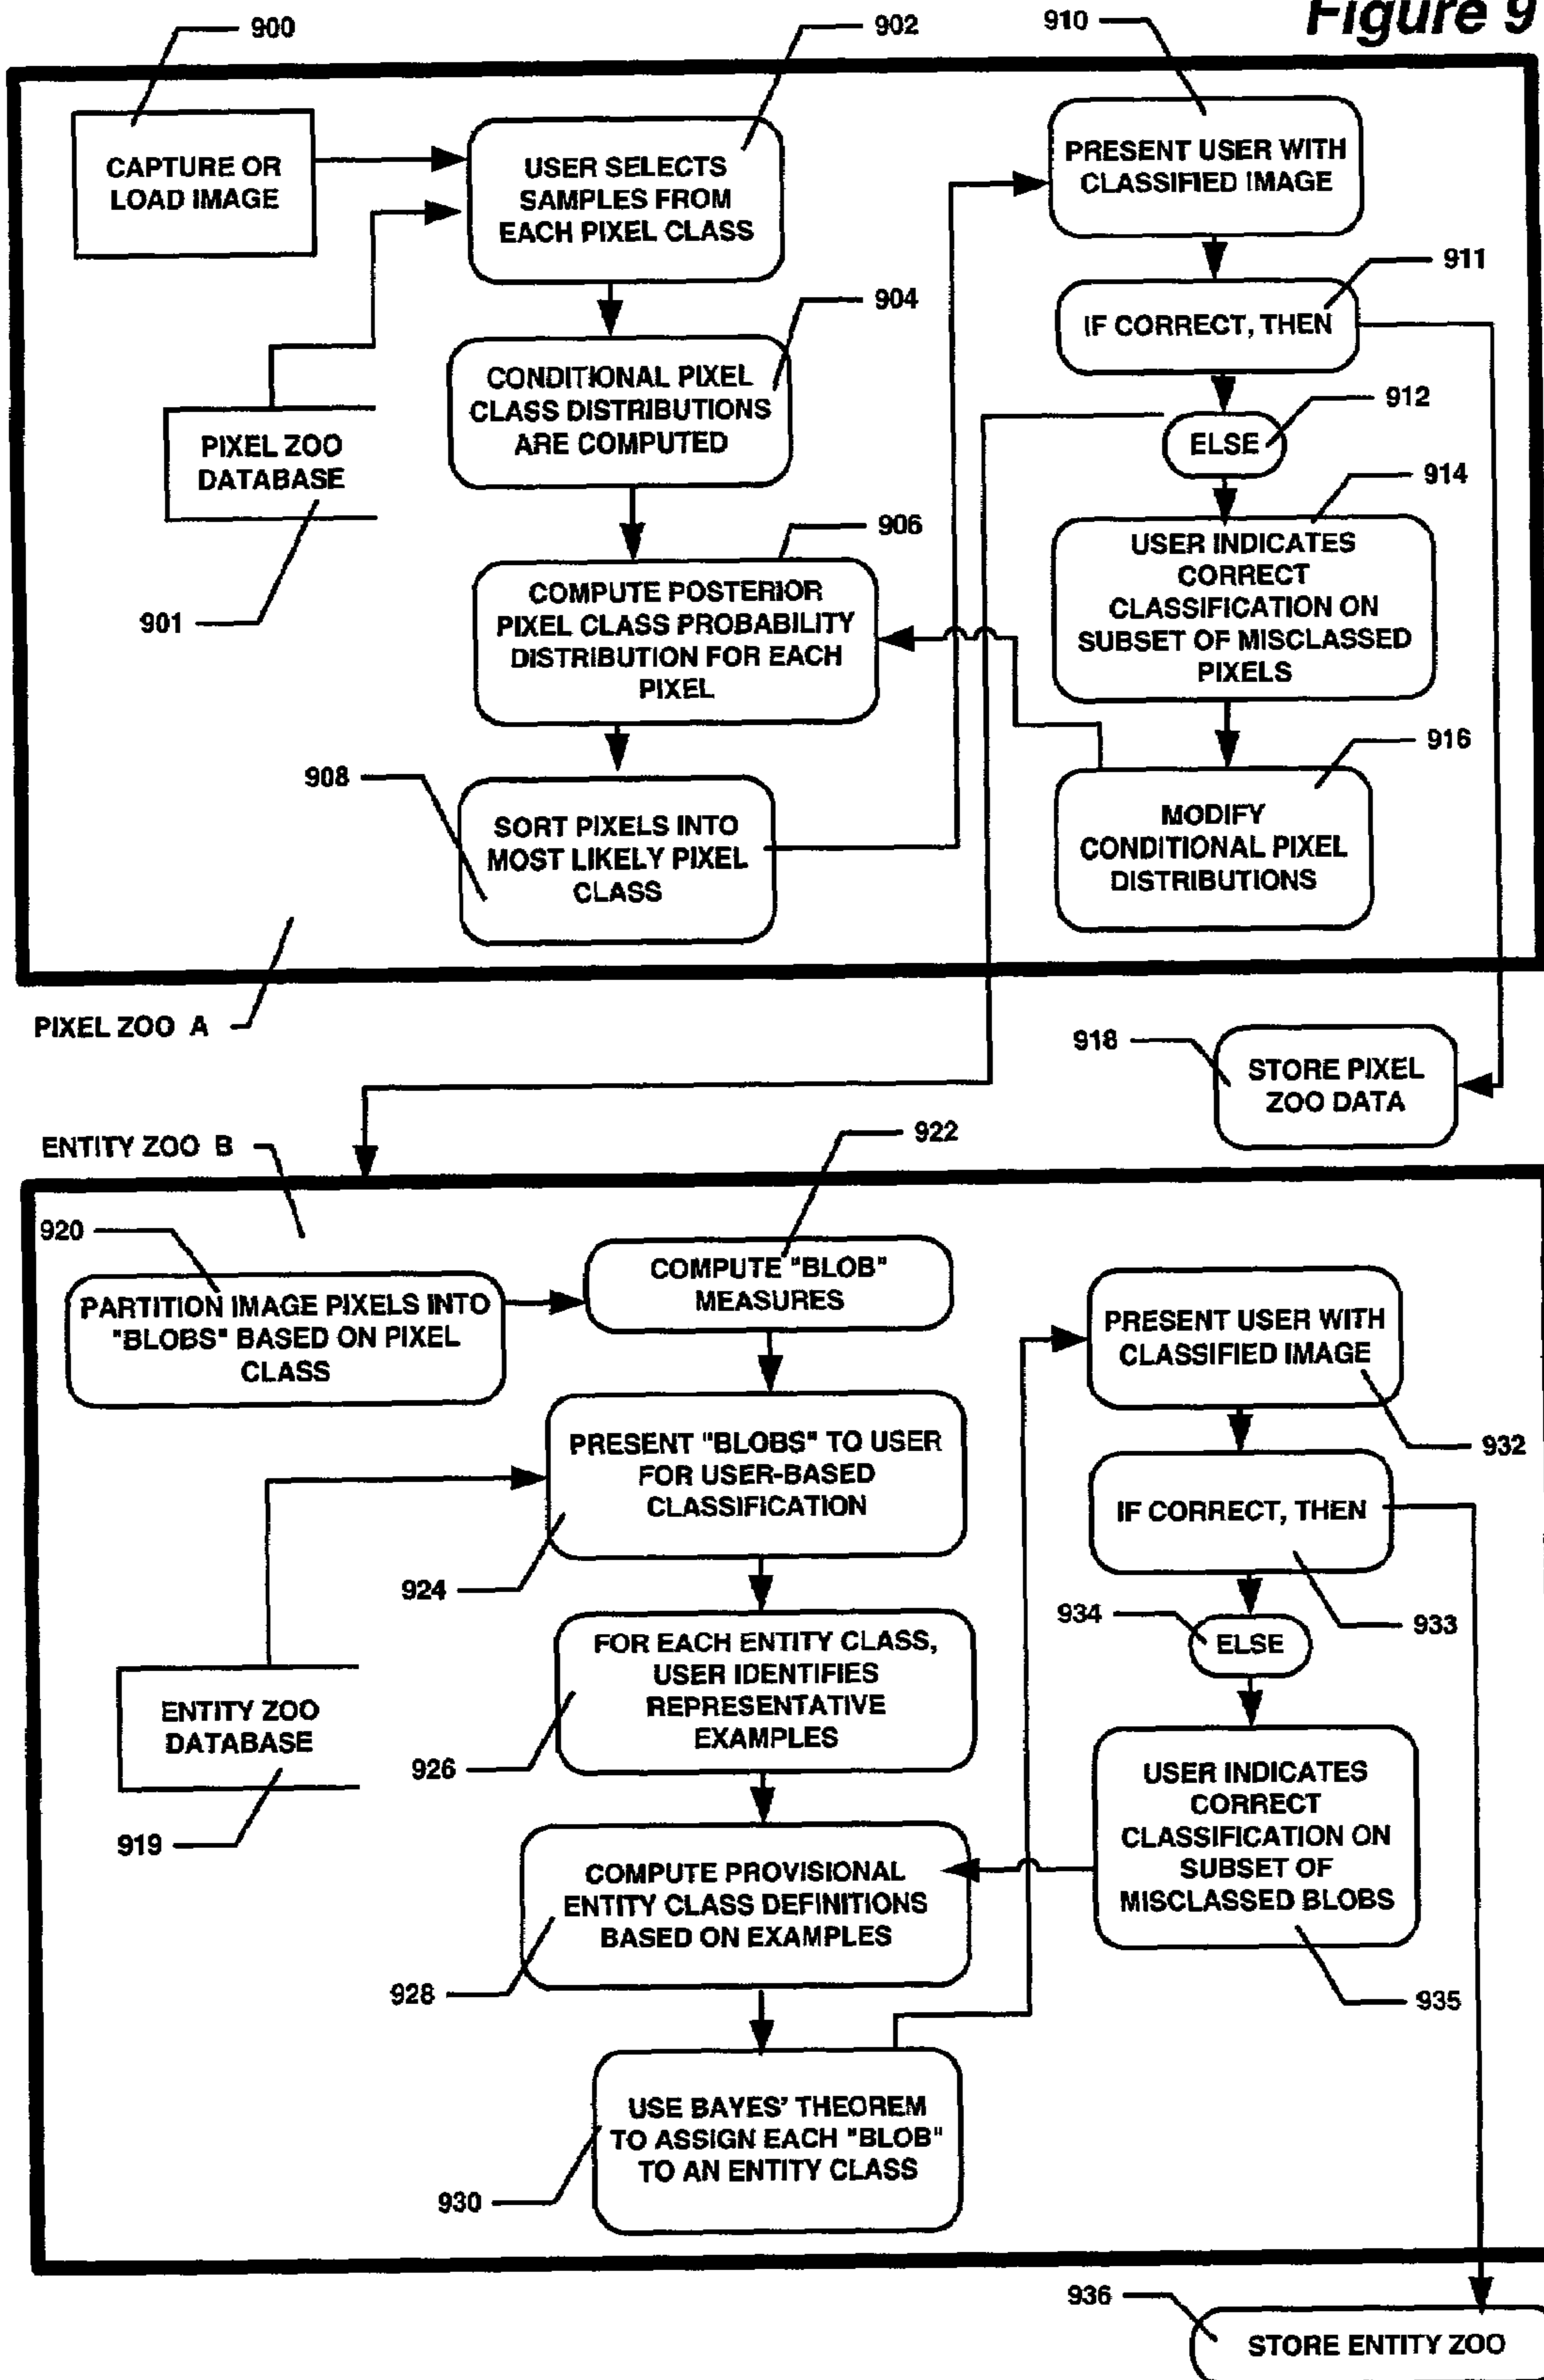 Figure 9
900
902
910
CAPTURE OR
LOAD IMAGE
USER SELECTS
SAMPLES FROM
EACH PIXEL CLASS
PRESENT USER WITH
CLASSIFIED IMAGE
911
904
IF CORRECT, THEN
CONDITIONAL PIXEL
CLASS DISTRIBUTIONS
ARE COMPUTED
912
PIXEL ZOO
DATABASE
ELSE
914
901
906
USER INDICATES
CORRECT
CLASSIFICATION ON
SUBSET OF MISCLASSED
PIXELS
COMPUTE POSTERIOR
PIXEL CLASS PROBABILITY
DISTRIBUTION FOR EACH
PIXEL
916
908
SORT PIXELS INTO
MOST LIKELY PIXEL
CLASS
MODIFY
CONDITIONAL PIXEL
DISTRIBUTIONS
PIXEL ZOO A
918
STORE PIXEL
ZOO DATA
ENTITY ZOO B
922
920
PARTITION IMAGE PIXELS INTO
"BLOBS" BASED ON PIXEL
CLASS
COMPUTE "BLOB"
MEASURES
PRESENT USER WITH
CLASSIFIED IMAGE
932
PRESENT "BLOBS" TO USER
FOR USER-BASED
CLASSIFICATION
924
IF CORRECT, THEN
933
934
ELSE
FOR EACH ENTITY CLASS,
USER IDENTIFIES
REPRESENTATIVE
EXAMPLES
926
ENTITY ZOO
DATABASE
919
USER INDICATES
CORRECT
CLASSIFICATION ON
SUBSET OF
MISCLASSED BLOBS
935
COMPUTE PROVISIONAL
ENTITY CLASS DEFINITIONS
BASED ON EXAMPLES
928
USE BAYES' THEOREM
TO ASSIGN EACH "BLOB"
TO AN ENTITY CLASS
930
936
STORE ENTITY ZOO